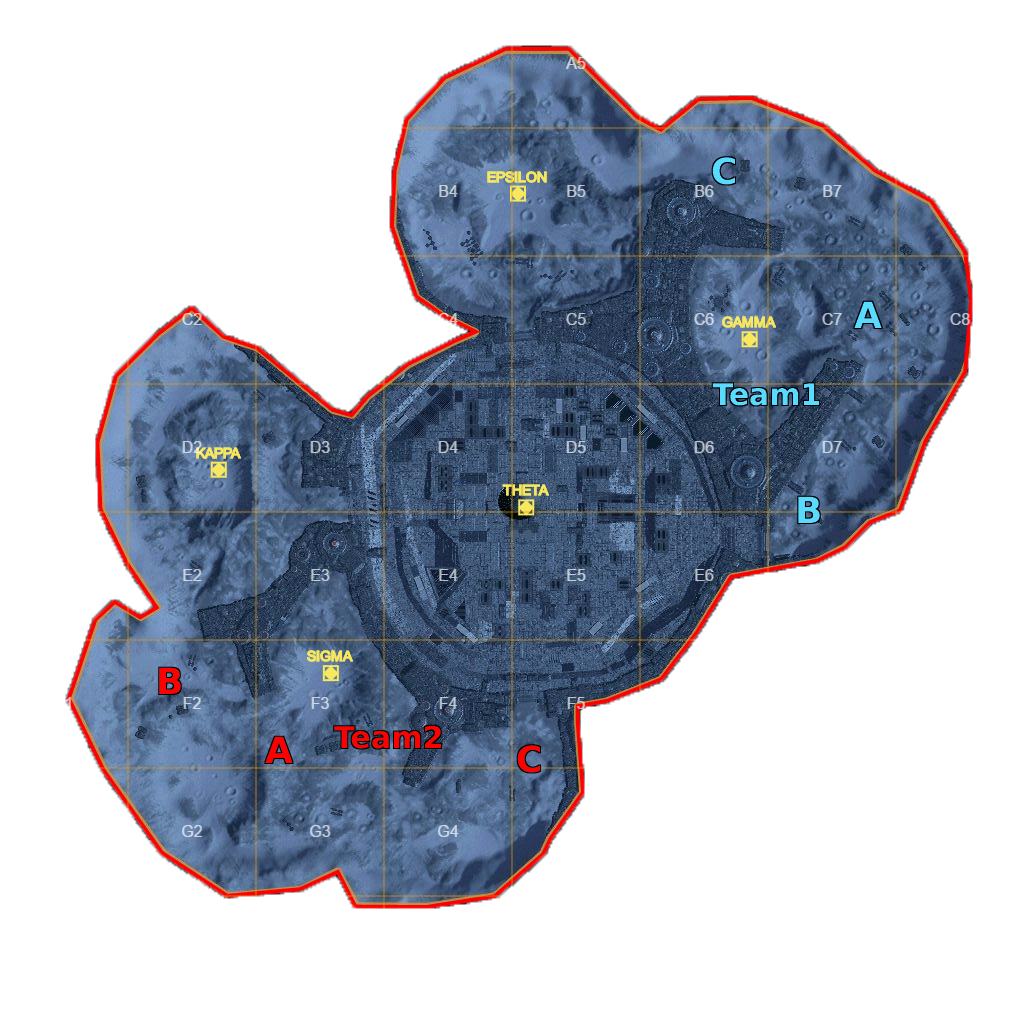 A5
C
EPSILON
B4 B5 B6 B7
C2 C4 C5 C6 GAMMA C7 A C8
Team1
D2 KAPPA D3 D4 D5 D6 D7
THETA
B
E2 E3 E4 E5 E6
SIGMA
B
F2 F3 F4 F5
Team2
A C
G2 G3 G4